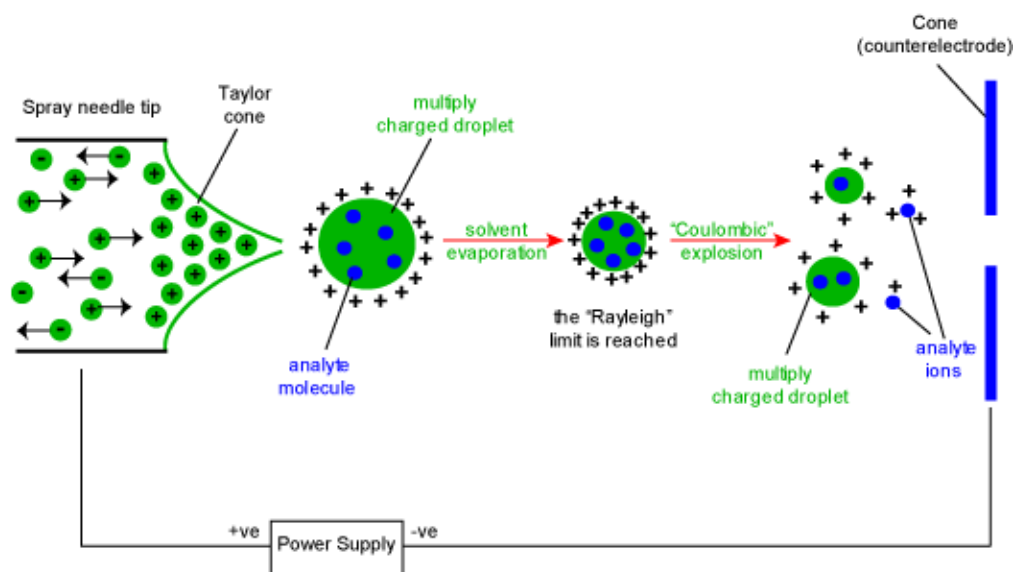 Cone
(counterelectrode)
Spray needle tip
Taylor
cone
multiply
charged droplet
solvent
evaporation
"Coulombic"
explosion
the "Rayleigh"
limit is reached
analyte
molecule
multiply
charged droplet
analyte
ions
+ve
Power Supply
-ve